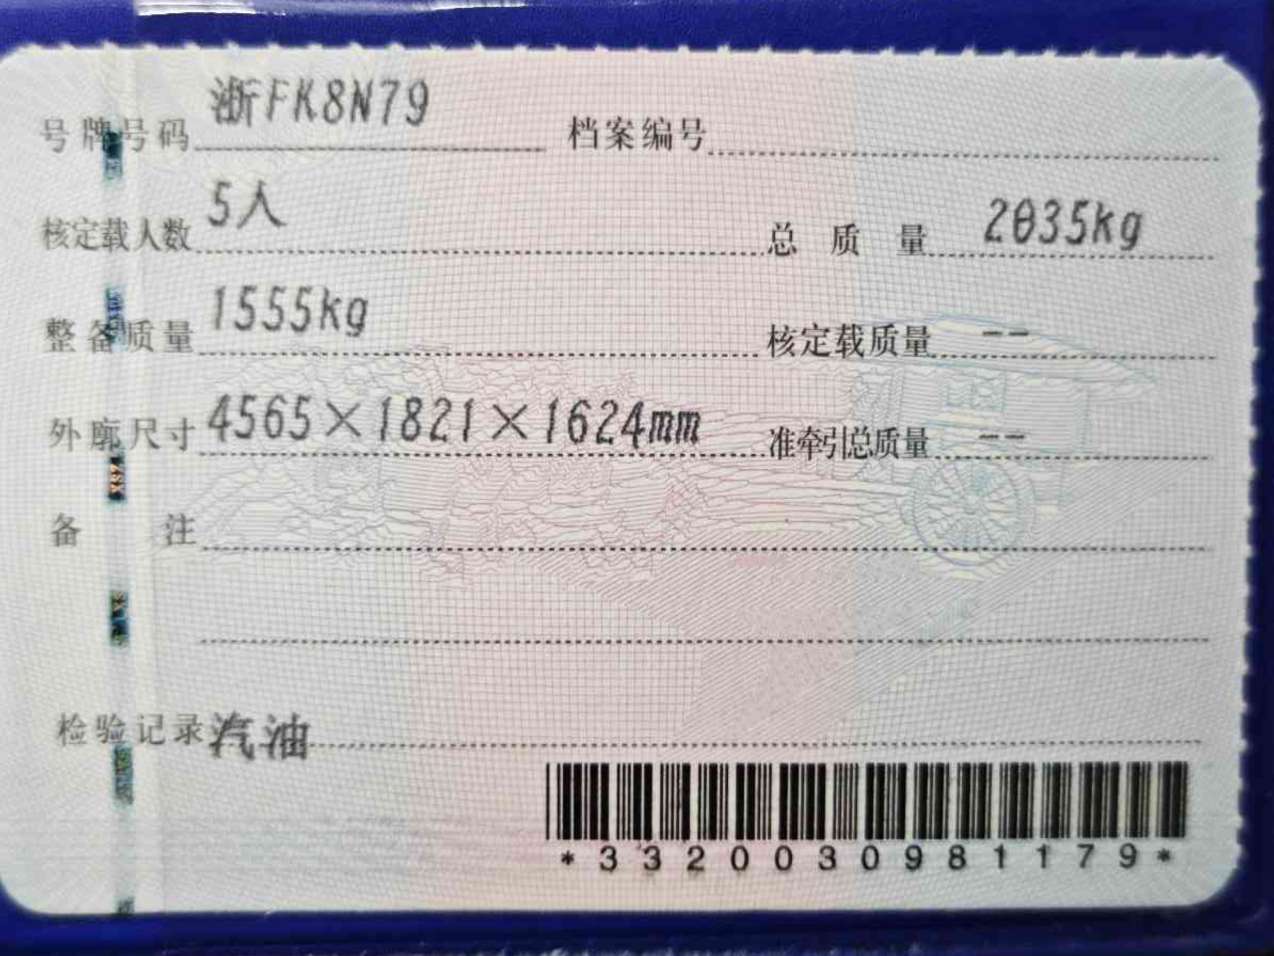 号牌号码 浙FK8N79 档案编号
核定载人数 5人 总质量 2035kg
整备质量 1555kg 核定载质量 --
外廓尺寸 4565×1821×1624mm 准牵引总质量 --
备注
检验记录 汽油
*3320030981179*